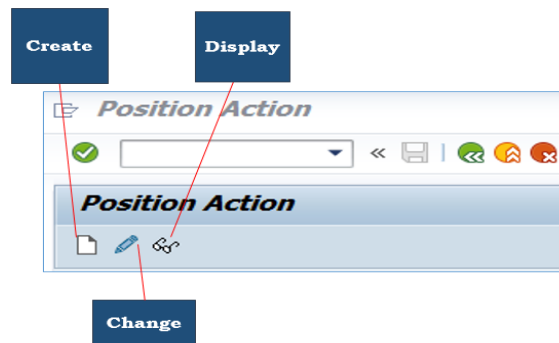 Create
Display
Position Action
Position Action
Change